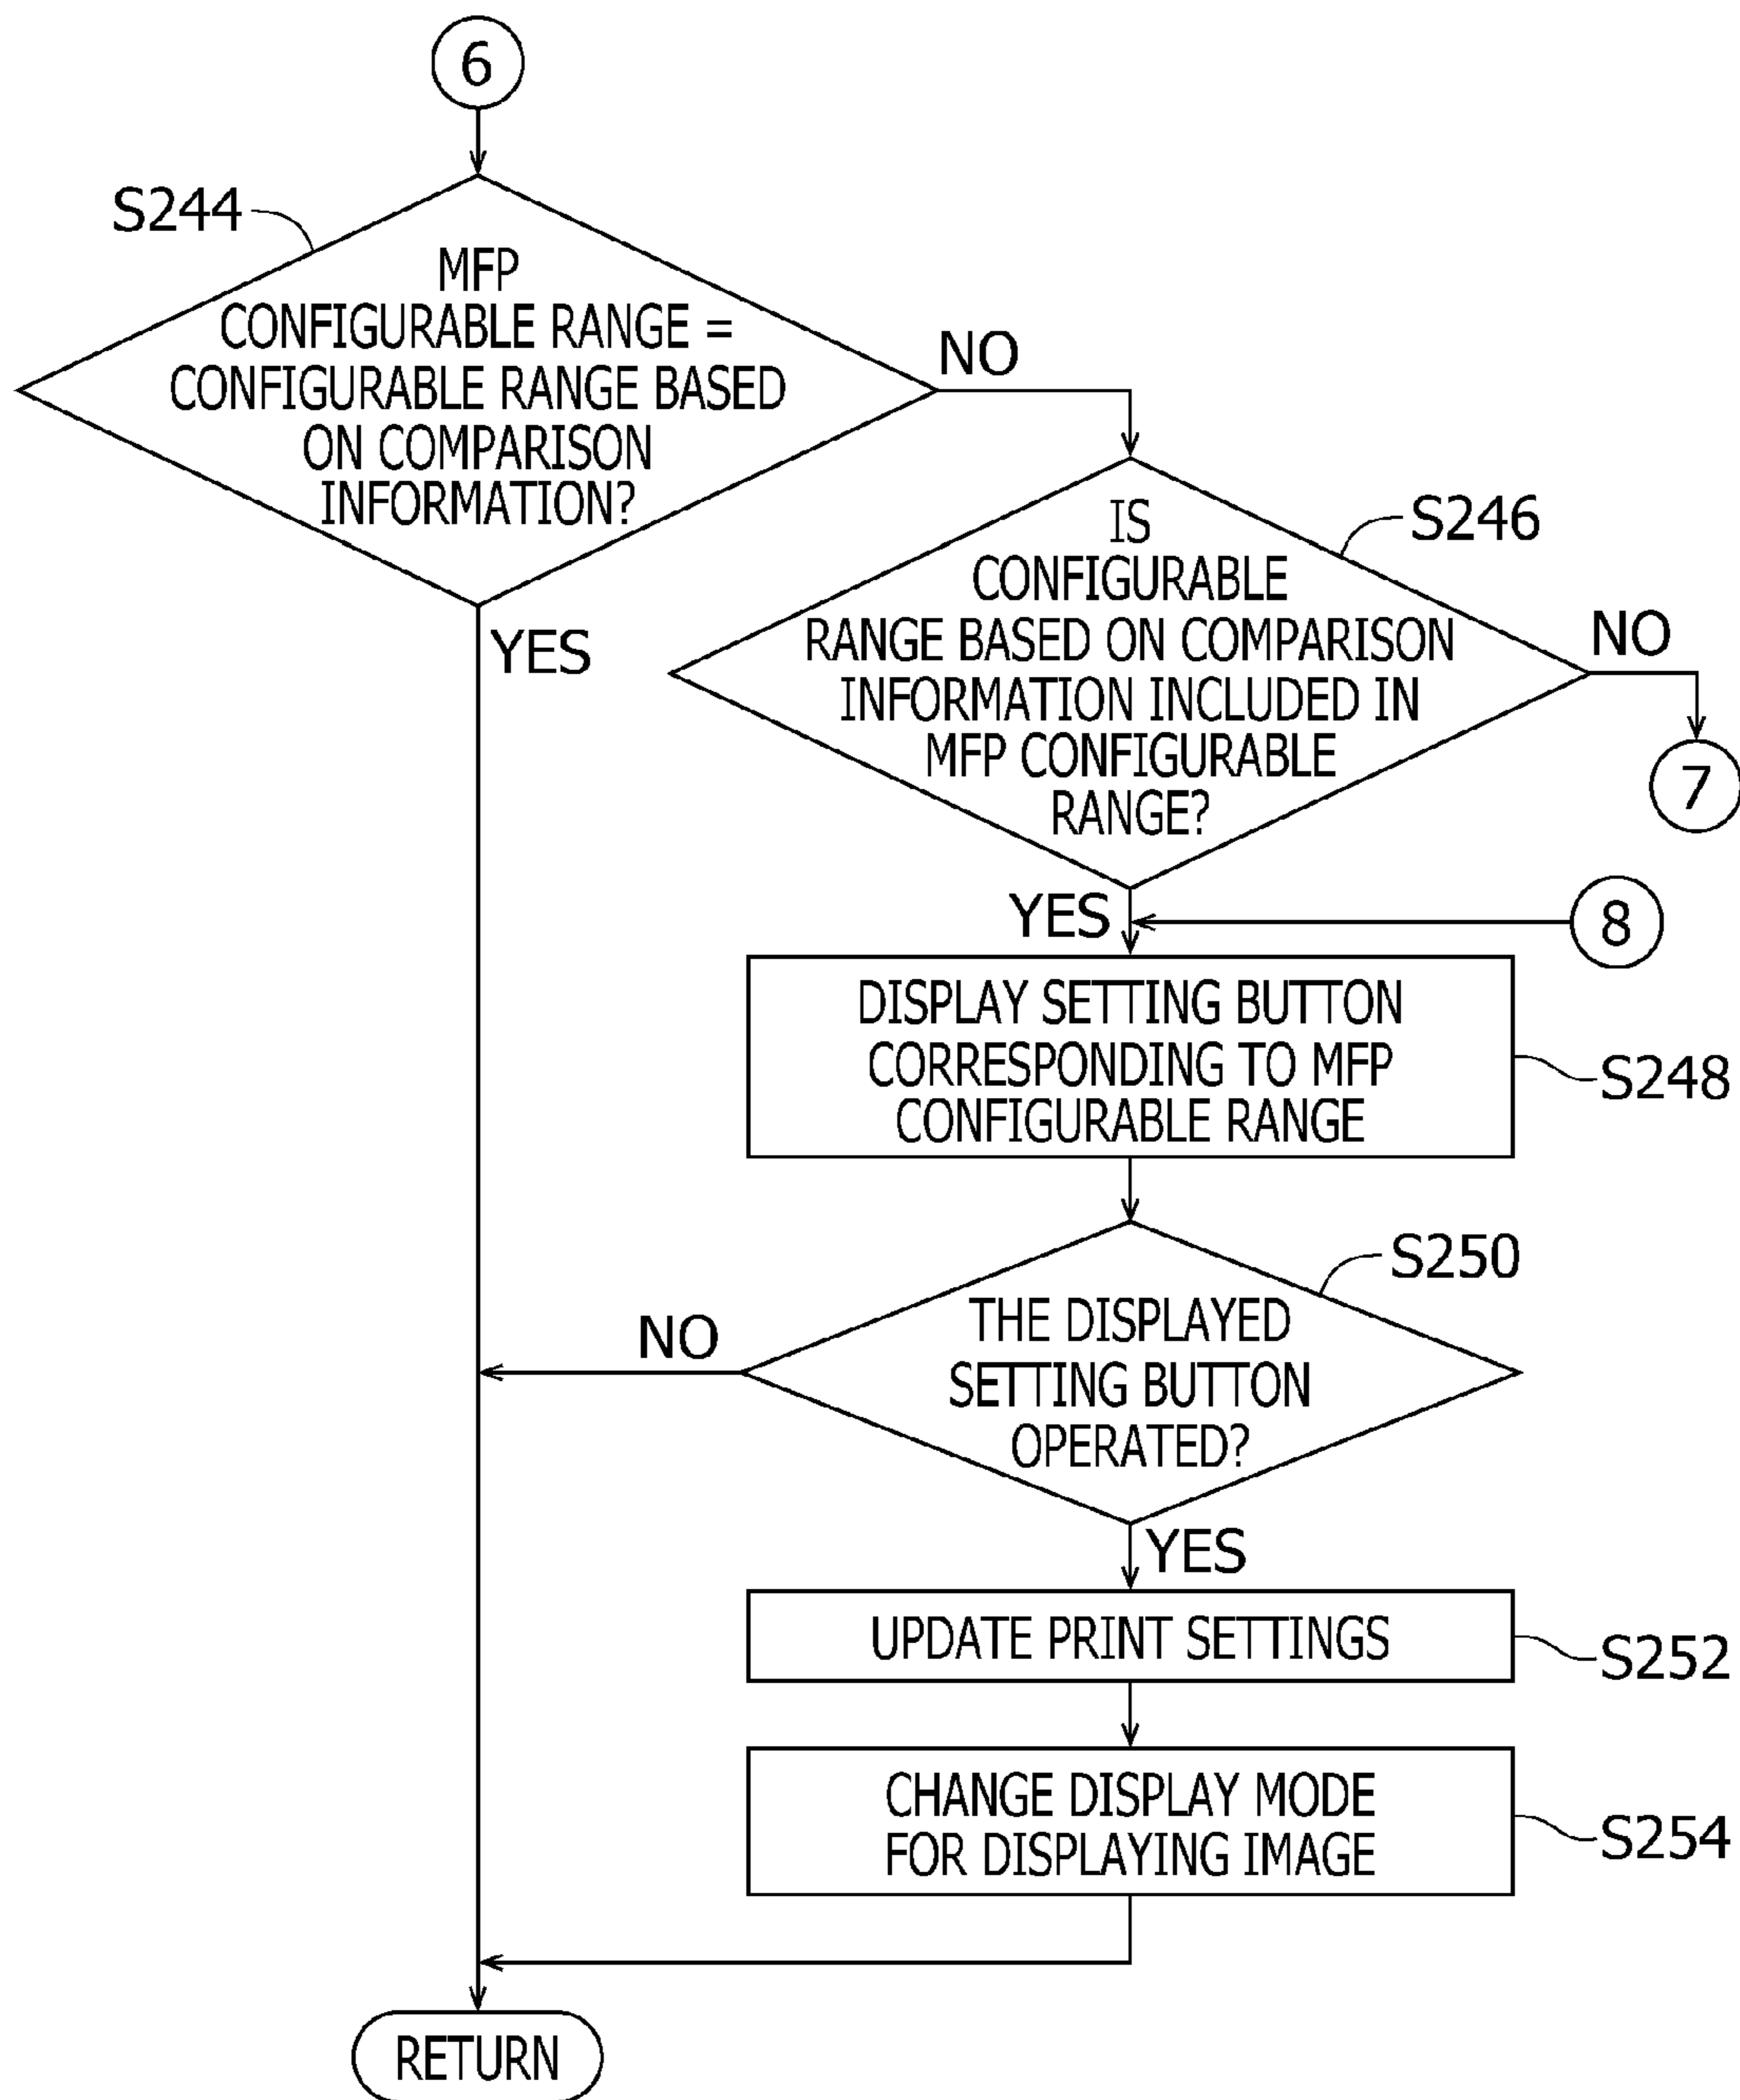 6
S244
MFP
CONFIGURABLE RANGE =
CONFIGURABLE RANGE BASED
ON COMPARISON
INFORMATION?
NO
YES
S246
IS
CONFIGURABLE
RANGE BASED ON COMPARISON
INFORMATION INCLUDED IN
MFP CONFIGURABLE
RANGE?
NO
7
YES
8
DISPLAY SETTING BUTTON
CORRESPONDING TO MFP
CONFIGURABLE RANGE
S248
S250
THE DISPLAYED
SETTING BUTTON
OPERATED?
NO
YES
UPDATE PRINT SETTINGS
S252
CHANGE DISPLAY MODE
FOR DISPLAYING IMAGE
S254
RETURN